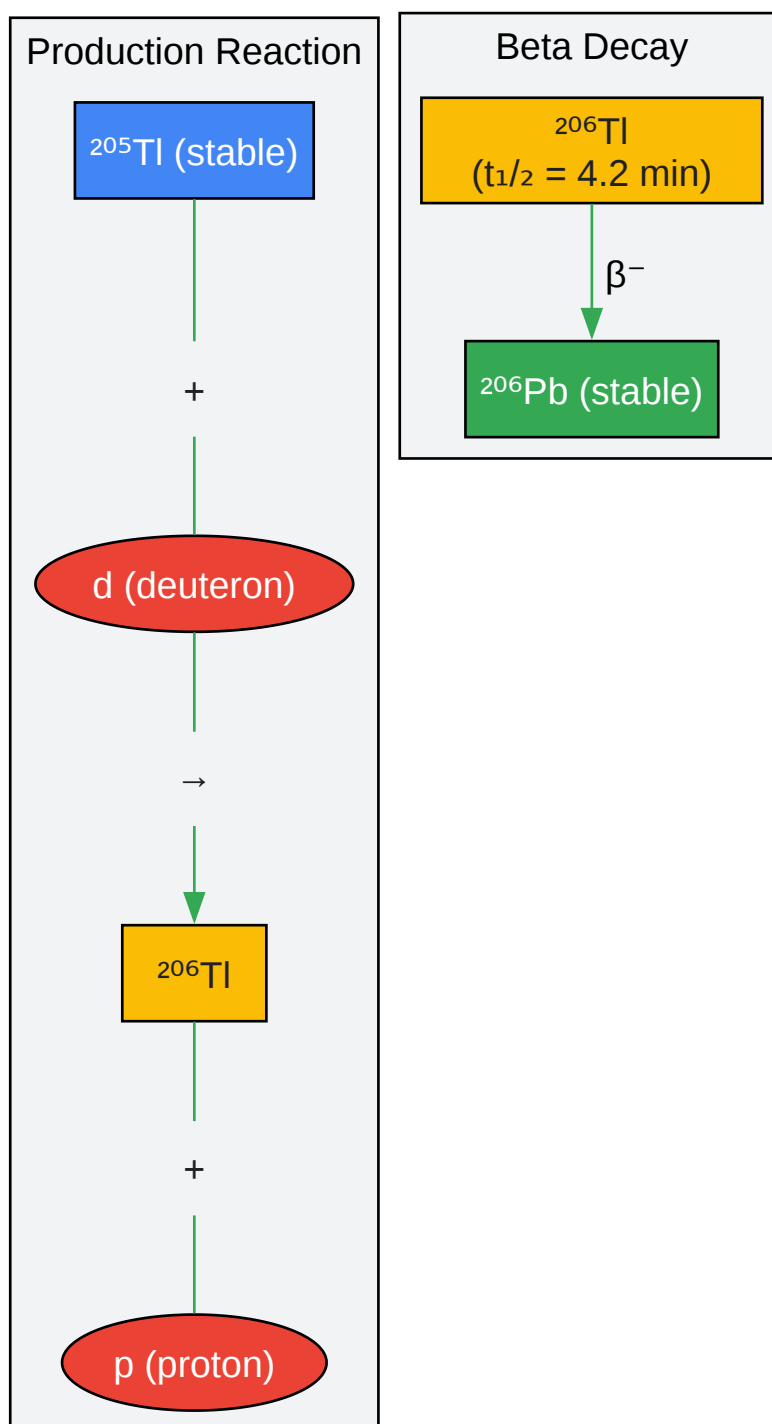 Production Reaction
²⁰⁵Tl (stable)
+
d (deuteron)
→
²⁰⁶Tl
+
p (proton)
Beta Decay
²⁰⁶Tl
(t₁/₂ = 4.2 min)
β⁻
²⁰⁶Pb (stable)